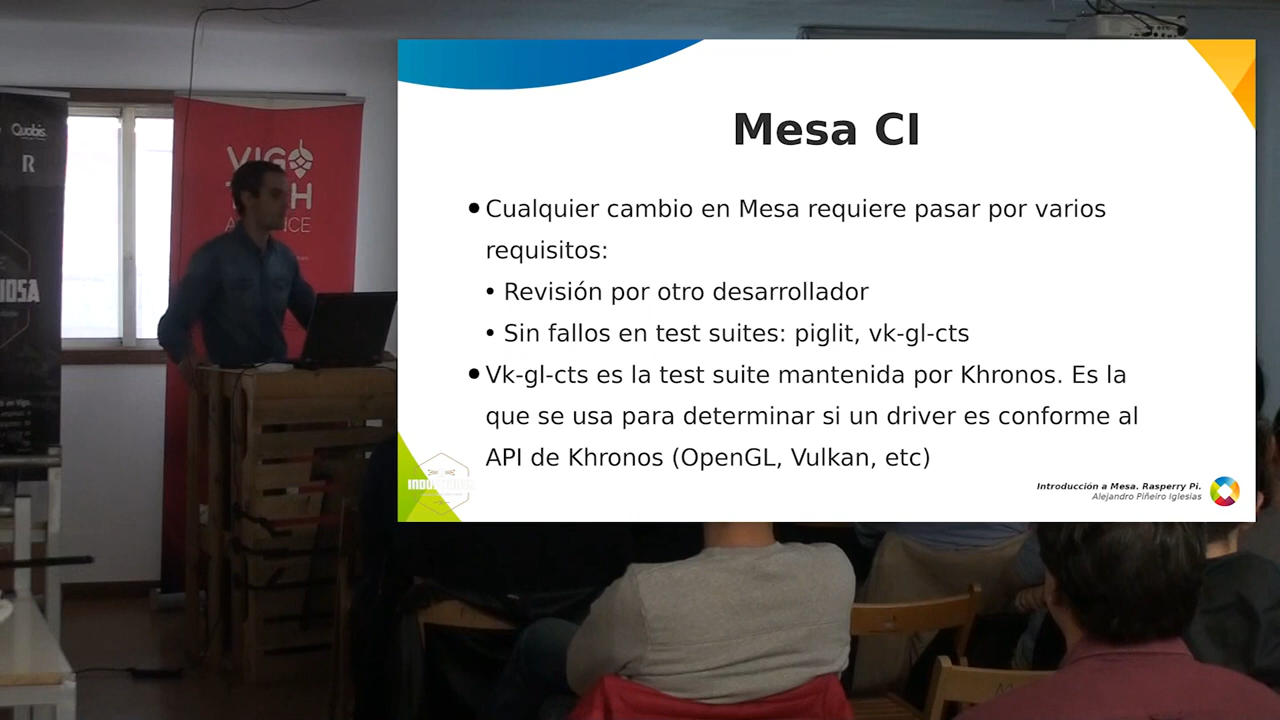 Quobis
R
VIGO
TECH
ALLIANCE
Mesa CI
Cualquier cambio en Mesa requiere pasar por varios
requisitos:
Revisión por otro desarrollador
Sin fallos en test suites: piglit, vk-gl-cts
Vk-gl-cts es la test suite mantenida por Khronos. Es la
que se usa para determinar si un driver es conforme al
API de Khronos (OpenGL, Vulkan, etc)
Introducción a Mesa. Rasperry Pi.
Alejandro Piñeiro Iglesias